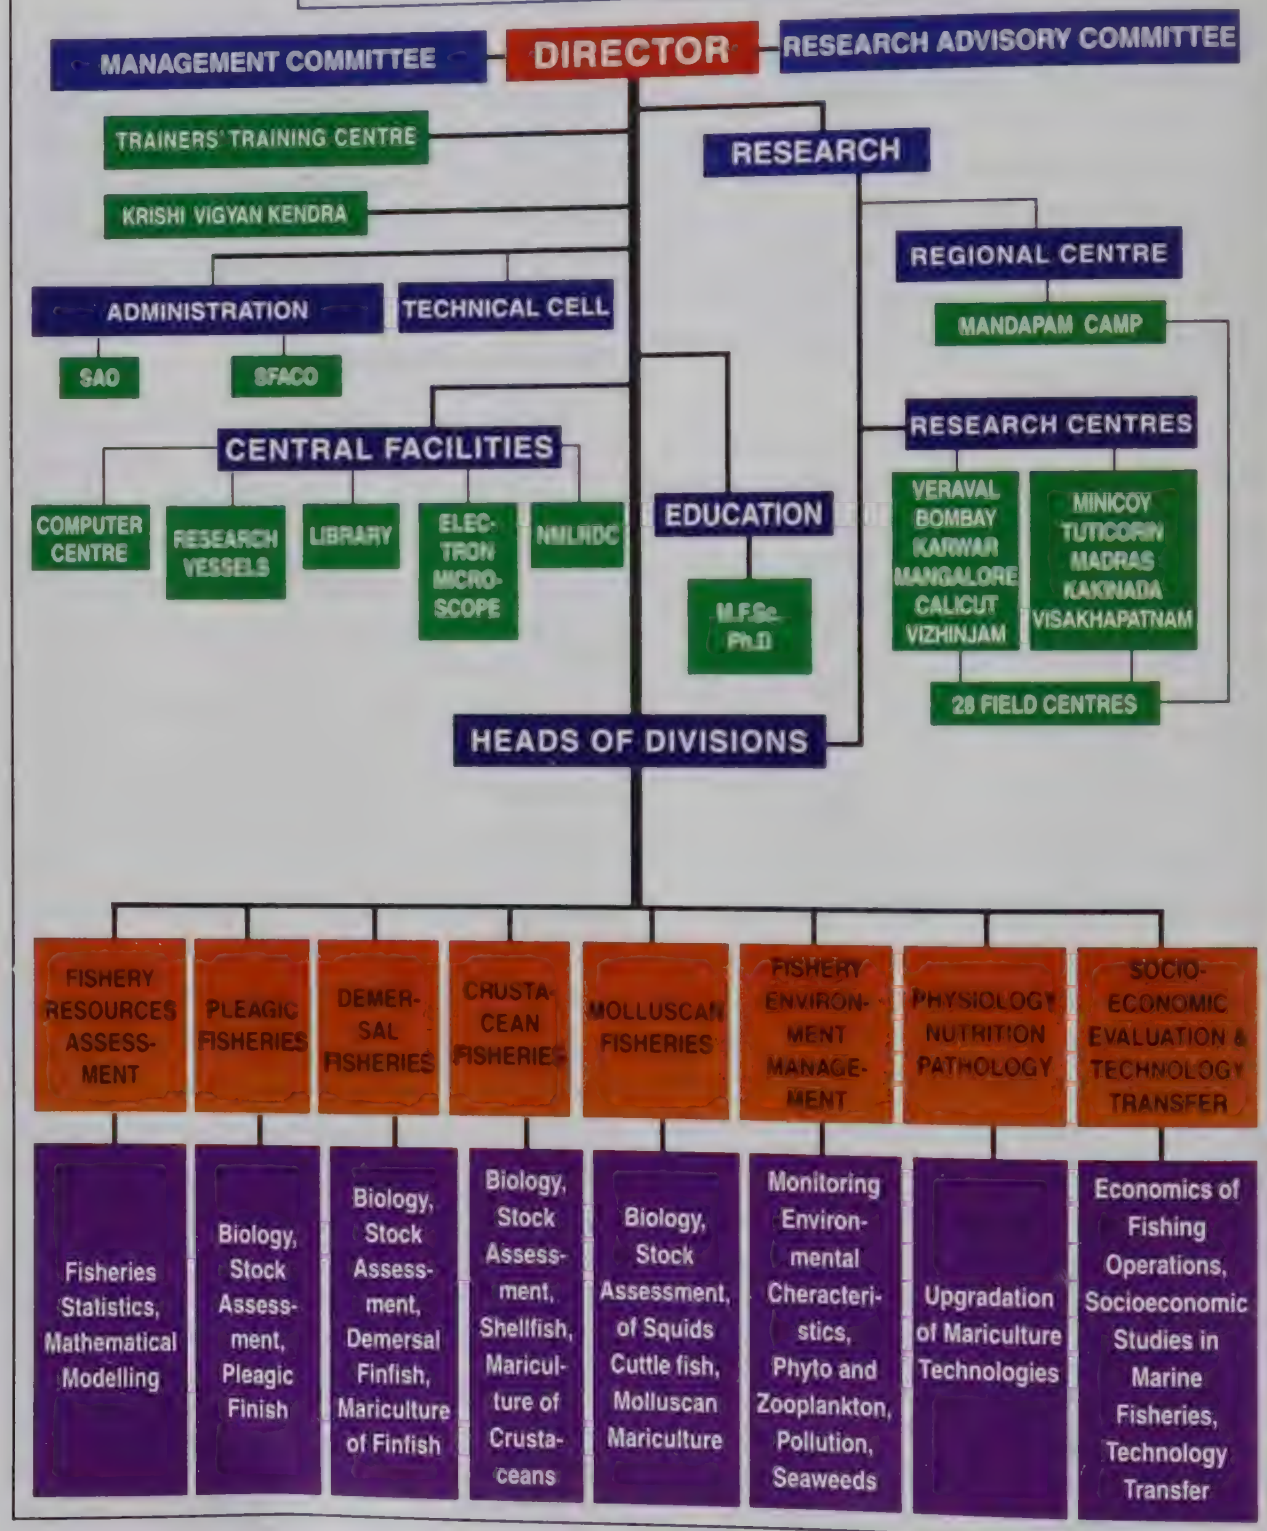 MANAGEMENT COMMITTEE
DIRECTOR
RESEARCH ADVISORY COMMITTEE
TRAINERS' TRAINING CENTRE
RESEARCH
KRISHI VIGYAN KENDRA
REGIONAL CENTRE
MANDAPAM CAMP
ADMINISTRATION
TECHNICAL CELL
SAO
SFACO
CENTRAL FACILITIES
COMPUTER
CENTRE
RESEARCH
VESSELS
LIBRARY
ELEC-
TRON
MICRO-
SCOPE
NMLRDC
EDUCATION
M.F.Sc.
Ph.D
RESEARCH CENTRES
VERAVAL
BOMBAY
KARWAR
MANGALORE
CALICUT
VIZHINJAM
MINICOY
TUTICORIN
MADRAS
KAKINADA
VISAKHAPATNAM
28 FIELD CENTRES
HEADS OF DIVISIONS
FISHERY
RESOURCES
ASSESS-
MENT
PLEAGIC
FISHERIES
DEMER-
SAL
FISHERIES
CRUSTA-
CEAN
FISHERIES
MOLLUSCAN
FISHERIES
FISHERY
ENVIRON-
MENT
MANAGE-
MENT
PHYSIOLOGY
NUTRITION
PATHOLOGY
SOCIO-
ECONOMIC
EVALUATION &
TECHNOLOGY
TRANSFER
Fisheries
Statistics,
Mathematical
Modelling
Biology,
Stock
Assess-
ment,
Pleagic
Finish
Biology,
Stock
Assess-
ment,
Demersal
Finfish,
Mariculture
of Finfish
Biology,
Stock
Assess-
ment,
Shellfish,
Maricul-
ture of
Crusta-
ceans
Biology,
Stock
Assessment,
of Squids
Cuttle fish,
Molluscan
Mariculture
Monitoring
Environ-
mental
Characteri-
stics,
Phyto and
Zooplankton,
Pollution,
Seaweeds
Upgradation
of Mariculture
Technologies
Economics of
Fishing
Operations,
Socioeconomic
Studies in
Marine
Fisheries,
Technology
Transfer